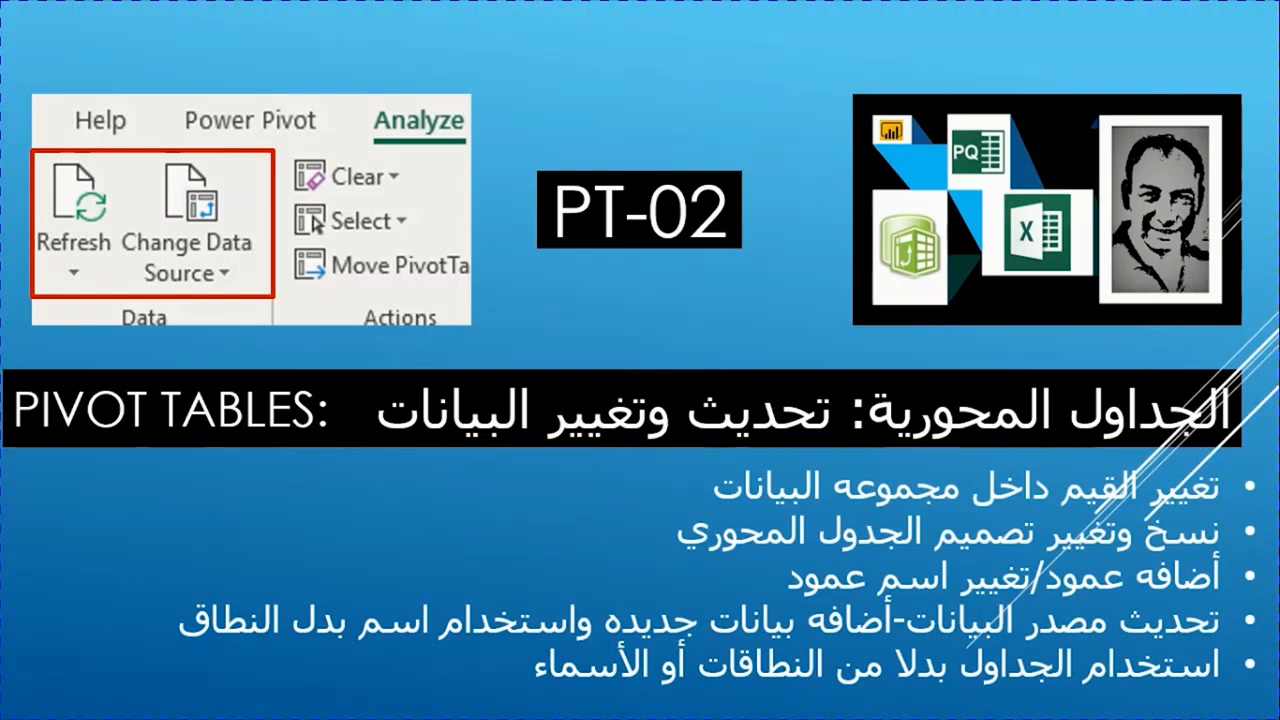 Help Power Pivot Analyze
Refresh
Change Data
Source
Clear
Select
Move PivotTa
Data
Actions
PT-02
PQ
X
PIVOT TABLES: الجداول المحورية: تحديث وتغيير البيانات
• تغيير القيم داخل مجموعه البيانات
• نسخ وتغيير تصميم الجدول المحوري
• أضافه عمود/تغيير اسم عمود
• تحديث مصدر البيانات-أضافه بيانات جديده واستخدام اسم بدل النطاق
• استخدام الجداول بدلا من النطاقات أو الأسماء